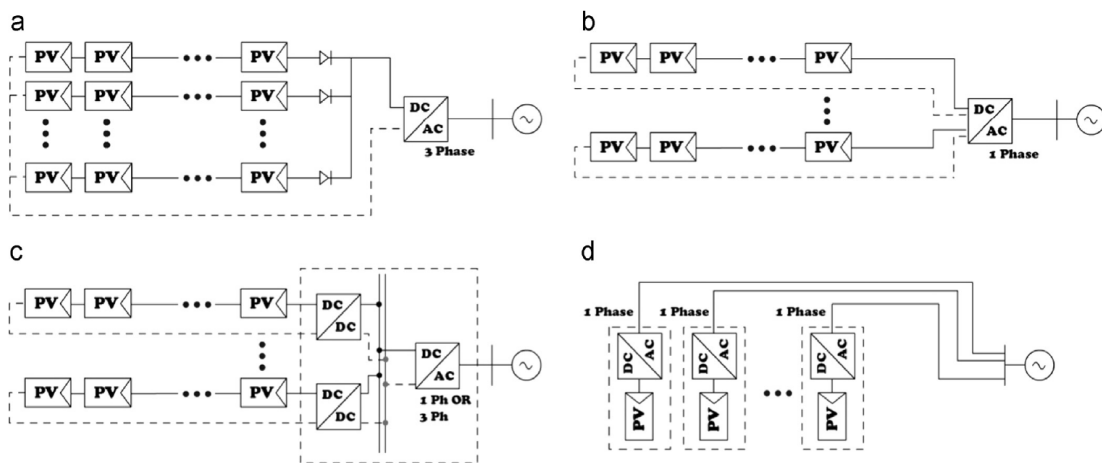 a
PV PV PV
PV PV PV
PV PV PV
DC
AC
3 Phase
b
PV PV PV
PV PV PV
DC
AC
1 Phase
c
PV PV PV
PV PV PV
DC
DC
DC
DC
DC
AC
1 Ph OR
3 Ph
d
1 Phase 1 Phase 1 Phase
DC AC DC AC DC AC
PV PV PV